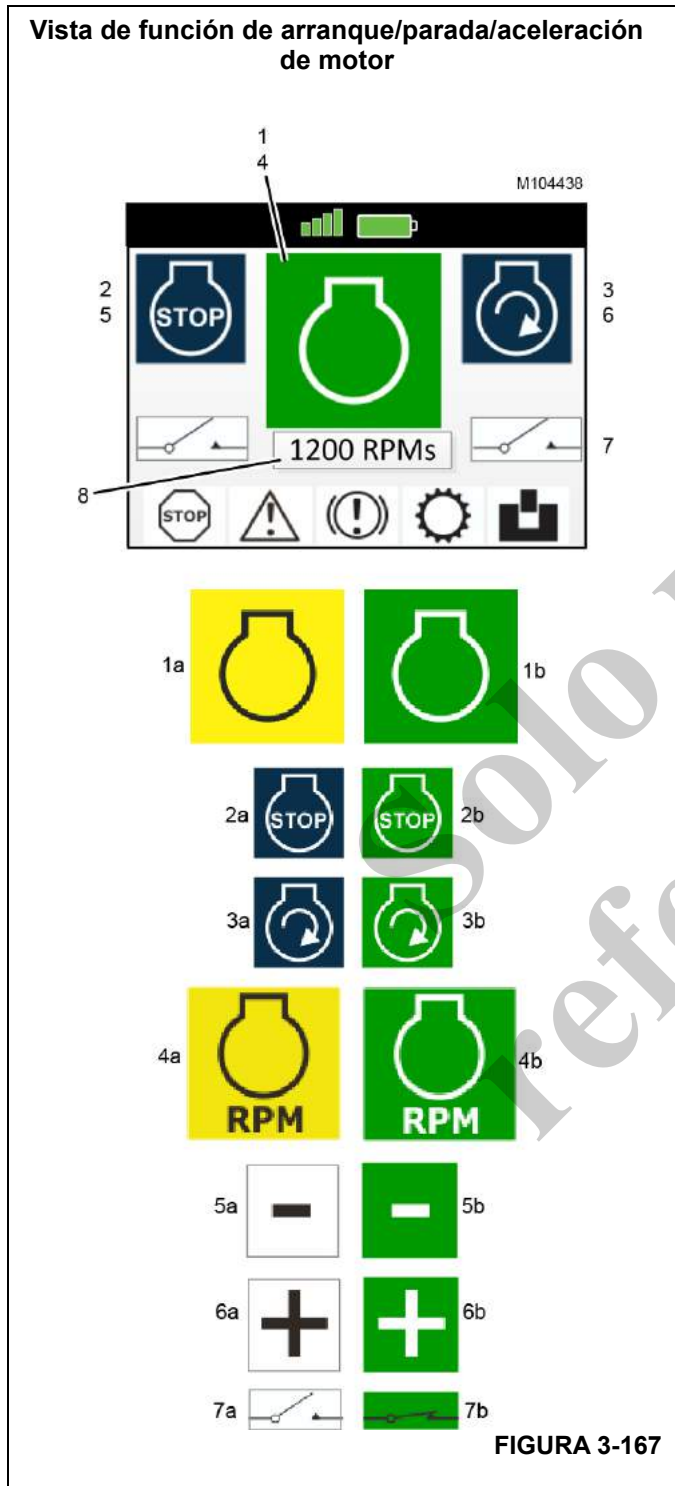 Vista de función de arranque/parada/aceleración
de motor
1
4
M104438
2
5
STOP
3
6
7
1200 RPMs
8
STOP
1a
1b
2a
STOP
STOP
2b
3a
3b
4a
RPM
RPM
4b
5a
5b
6a
6b
7a
7b
FIGURA 3-167
Solo